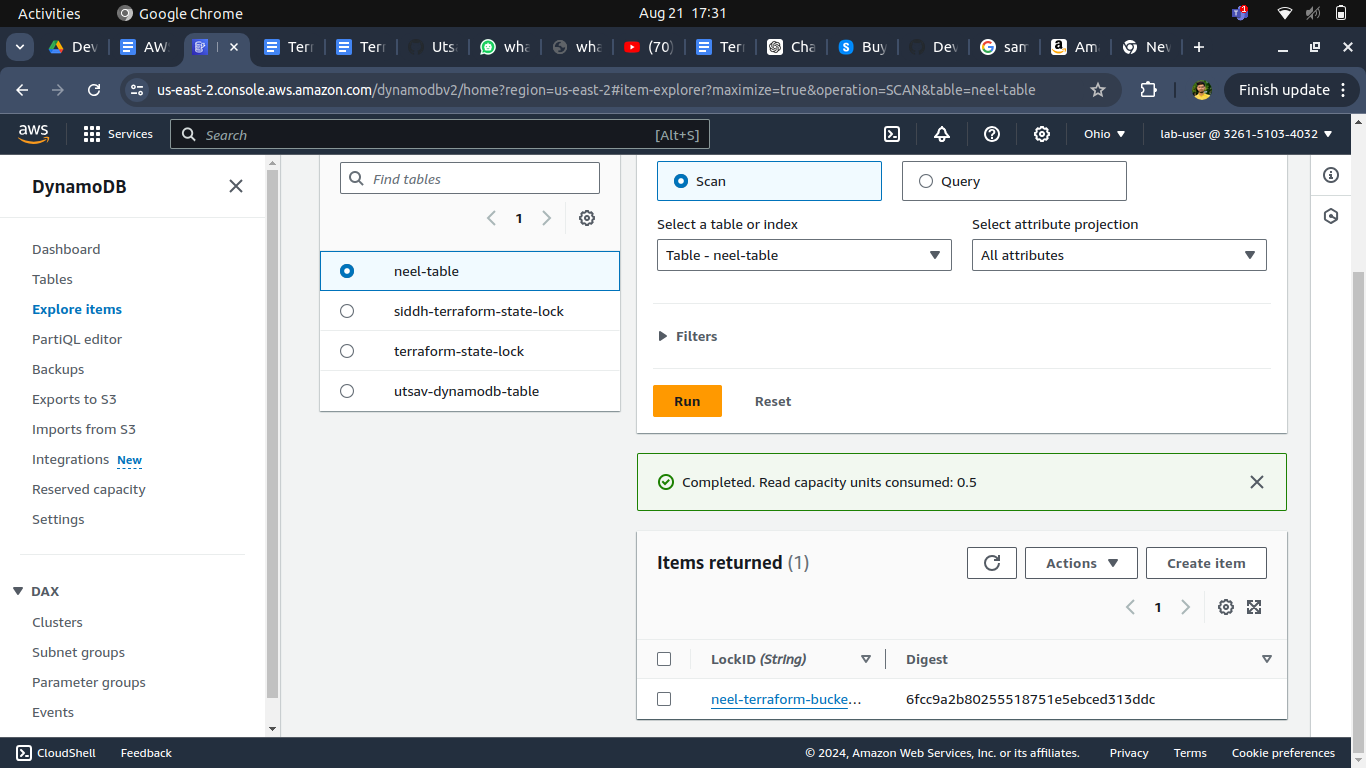 Activities Google Chrome Aug 21 17:31 1
Dev AWS Terr Terr Uts wha wha (70) Terr Cha Buy Dev sam Ama Nev
us-east-2.console.aws.amazon.com/dynamodbv2/home?region=us-east-2#item-explorer?maximize=true&operation=SCAN&table=neel-table Finish update
aws Services Search [Alt+S] Ohio lab-user @ 3261-5103-4032
DynamoDB
Dashboard
Tables
Explore items
PartiQL editor
Backups
Exports to S3
Imports from S3
Integrations New
Reserved capacity
Settings
DAX
Clusters
Subnet groups
Parameter groups
Events
Find tables
1
neel-table
siddh-terraform-state-lock
terraform-state-lock
utsav-dynamodb-table
Scan Query
Select a table or index Select attribute projection
Table - neel-table All attributes
Filters
Run Reset
Completed. Read capacity units consumed: 0.5
Items returned (1) Actions Create item
1
LockID (String) Digest
neel-terraform-bucke… 6fcc9a2b80255518751e5ebced313ddc
CloudShell Feedback © 2024, Amazon Web Services, Inc. or its affiliates. Privacy Terms Cookie preferences